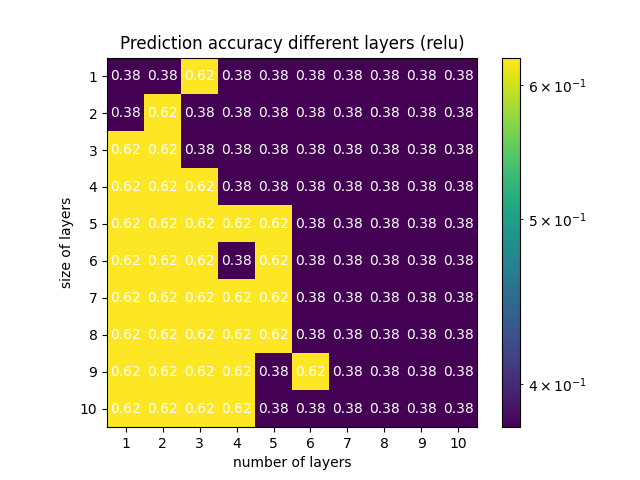 Prediction accuracy different layers (relu)
1 0.38 0.38 0.62 0.38 0.38 0.38 0.38 0.38 0.38 0.38
2 0.38 0.62 0.38 0.38 0.38 0.38 0.38 0.38 0.38 0.38
3 0.62 0.62 0.38 0.38 0.38 0.38 0.38 0.38 0.38 0.38
4 0.62 0.62 0.62 0.38 0.38 0.38 0.38 0.38 0.38 0.38
5 0.62 0.62 0.62 0.62 0.62 0.38 0.38 0.38 0.38 0.38
6 0.62 0.62 0.62 0.38 0.62 0.38 0.38 0.38 0.38 0.38
7 0.62 0.62 0.62 0.62 0.62 0.38 0.38 0.38 0.38 0.38
8 0.62 0.62 0.62 0.62 0.62 0.38 0.38 0.38 0.38 0.38
9 0.62 0.62 0.62 0.62 0.38 0.62 0.38 0.38 0.38 0.38
10 0.62 0.62 0.62 0.62 0.38 0.38 0.38 0.38 0.38 0.38
1 2 3 4 5 6 7 8 9 10
number of layers
size of layers
6 × 10⁻¹
5 × 10⁻¹
4 × 10⁻¹